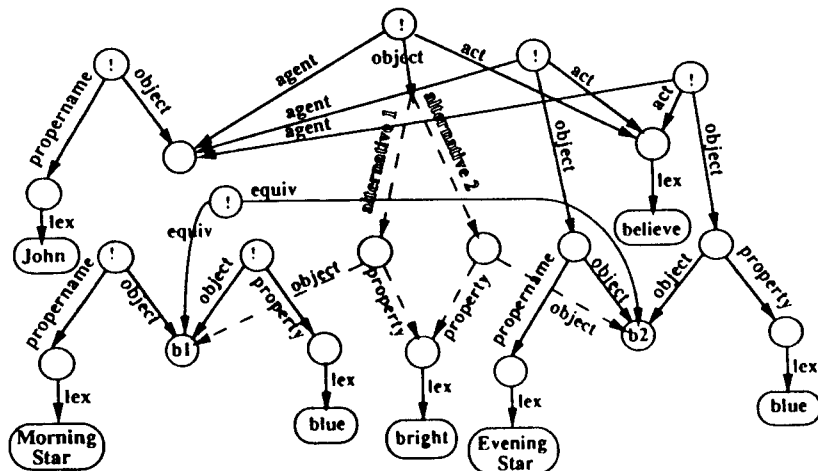 !
agent
object
act
!
act
!
act
!
propername
object
agent
agent
alternative 1
alternative 2
object
object
lex
John
equiv
!
equiv
lex
believe
!
propername
object
!
object
property
object
property
property
object
propername
object
object
property
b1
b2
lex
Morning
Star
lex
blue
lex
bright
lex
Evening
Star
lex
blue